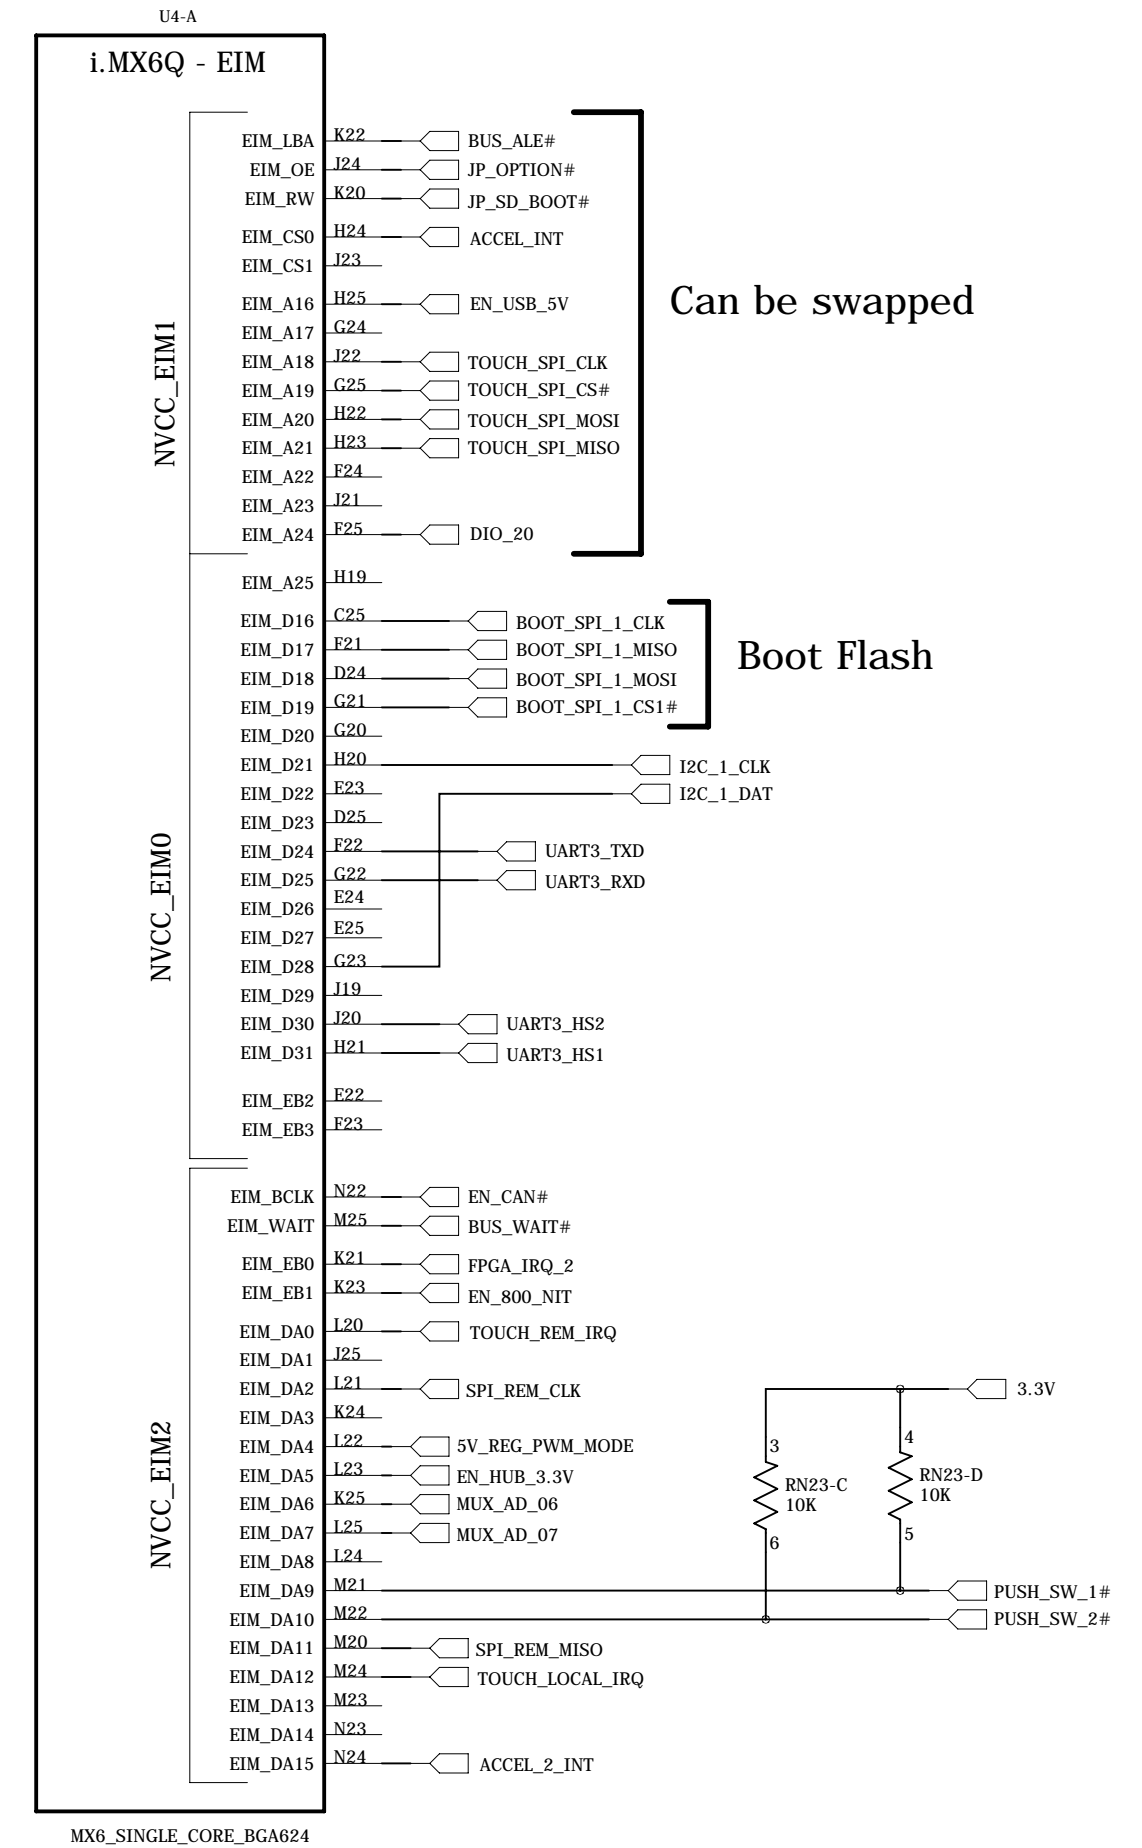 U4-A
i.MX6Q - EIM
NVCC_EIM1
EIM_LBA K22 BUS_ALE#
EIM_OE J24 JP_OPTION#
EIM_RW K20 JP_SD_BOOT#
EIM_CS0 H24 ACCEL_INT
EIM_CS1 J23
EIM_A16 H25 EN_USB_5V
EIM_A17 G24
EIM_A18 J22 TOUCH_SPI_CLK
EIM_A19 G25 TOUCH_SPI_CS#
EIM_A20 H22 TOUCH_SPI_MOSI
EIM_A21 H23 TOUCH_SPI_MISO
EIM_A22 F24
EIM_A23 J21
EIM_A24 F25 DIO_20
Can be swapped
NVCC_EIM0
EIM_A25 H19
EIM_D16 C25 BOOT_SPI_1_CLK
EIM_D17 F21 BOOT_SPI_1_MISO
EIM_D18 D24 BOOT_SPI_1_MOSI
EIM_D19 G21 BOOT_SPI_1_CS1#
Boot Flash
EIM_D20 G20
EIM_D21 H20 I2C_1_CLK
EIM_D22 E23 I2C_1_DAT
EIM_D23 D25
EIM_D24 F22 UART3_TXD
EIM_D25 G22 UART3_RXD
EIM_D26 E24
EIM_D27 E25
EIM_D28 G23
EIM_D29 J19
EIM_D30 J20 UART3_HS2
EIM_D31 H21 UART3_HS1
EIM_EB2 E22
EIM_EB3 F23
NVCC_EIM2
EIM_BCLK N22 EN_CAN#
EIM_WAIT M25 BUS_WAIT#
EIM_EB0 K21 FPGA_IRQ_2
EIM_EB1 K23 EN_800_NIT
EIM_DA0 L20 TOUCH_REM_IRQ
EIM_DA1 J25
EIM_DA2 L21 SPI_REM_CLK
EIM_DA3 K24
EIM_DA4 L22 5V_REG_PWM_MODE
EIM_DA5 L23 EN_HUB_3.3V
EIM_DA6 K25 MUX_AD_06
EIM_DA7 L25 MUX_AD_07
EIM_DA8 L24
EIM_DA9 M21 PUSH_SW_1#
EIM_DA10 M22 PUSH_SW_2#
EIM_DA11 M20 SPI_REM_MISO
EIM_DA12 M24 TOUCH_LOCAL_IRQ
EIM_DA13 M23
EIM_DA14 N23
EIM_DA15 N24 ACCEL_2_INT
3.3V
3
RN23-C
10K
6
4
RN23-D
10K
5
MX6_SINGLE_CORE_BGA624